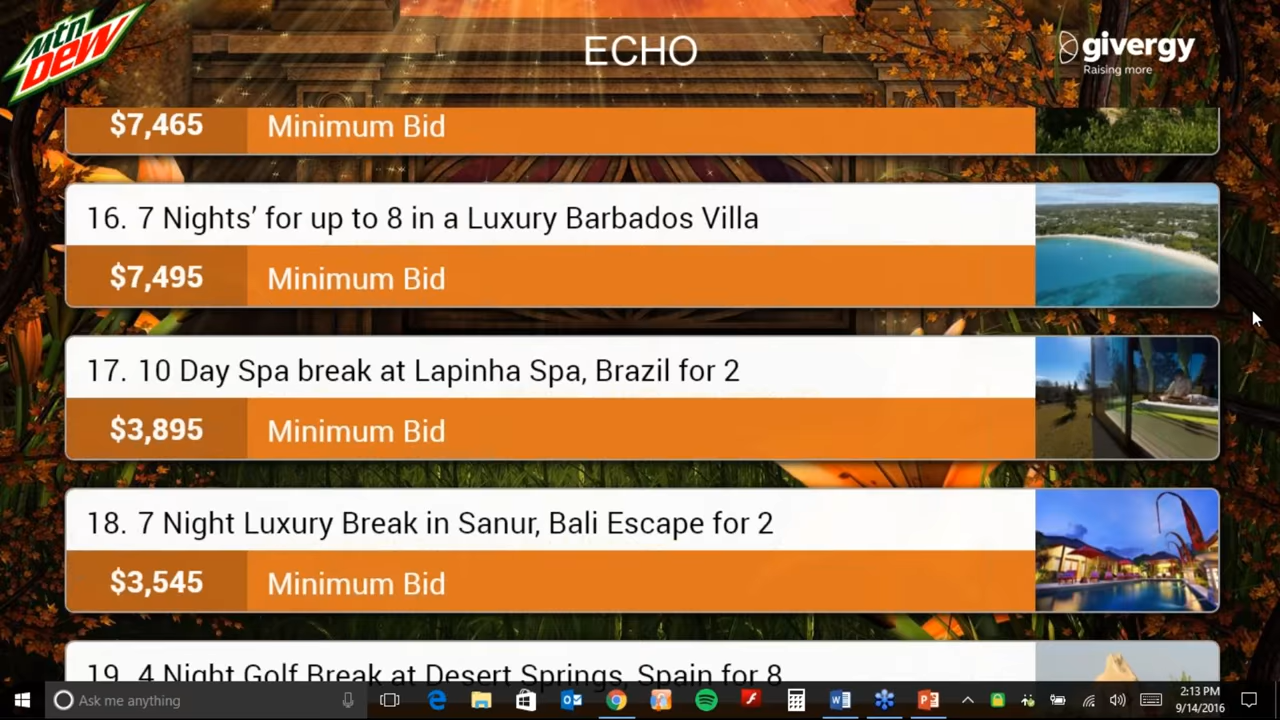 Mtn
DEW
ECHO
givergy
Raising more
$7,465 Minimum Bid
16. 7 Nights’ for up to 8 in a Luxury Barbados Villa
$7,495 Minimum Bid
17. 10 Day Spa break at Lapinha Spa, Brazil for 2
$3,895 Minimum Bid
18. 7 Night Luxury Break in Sanur, Bali Escape for 2
$3,545 Minimum Bid
19. 4 Night Golf Break at Desert Springs, Spain for 8
Ask me anything
2:13 PM
9/14/2016